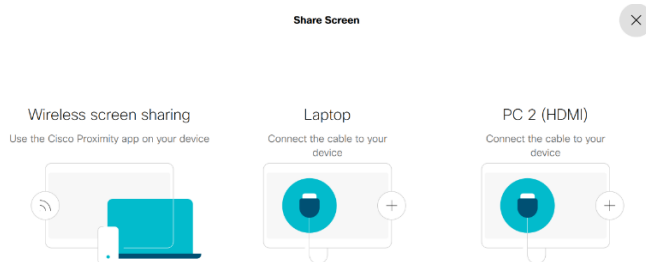 Share Screen
Wireless screen sharing
Use the Cisco Proximity app on your device
Laptop
Connect the cable to your
device
PC 2 (HDMI)
Connect the cable to your
device